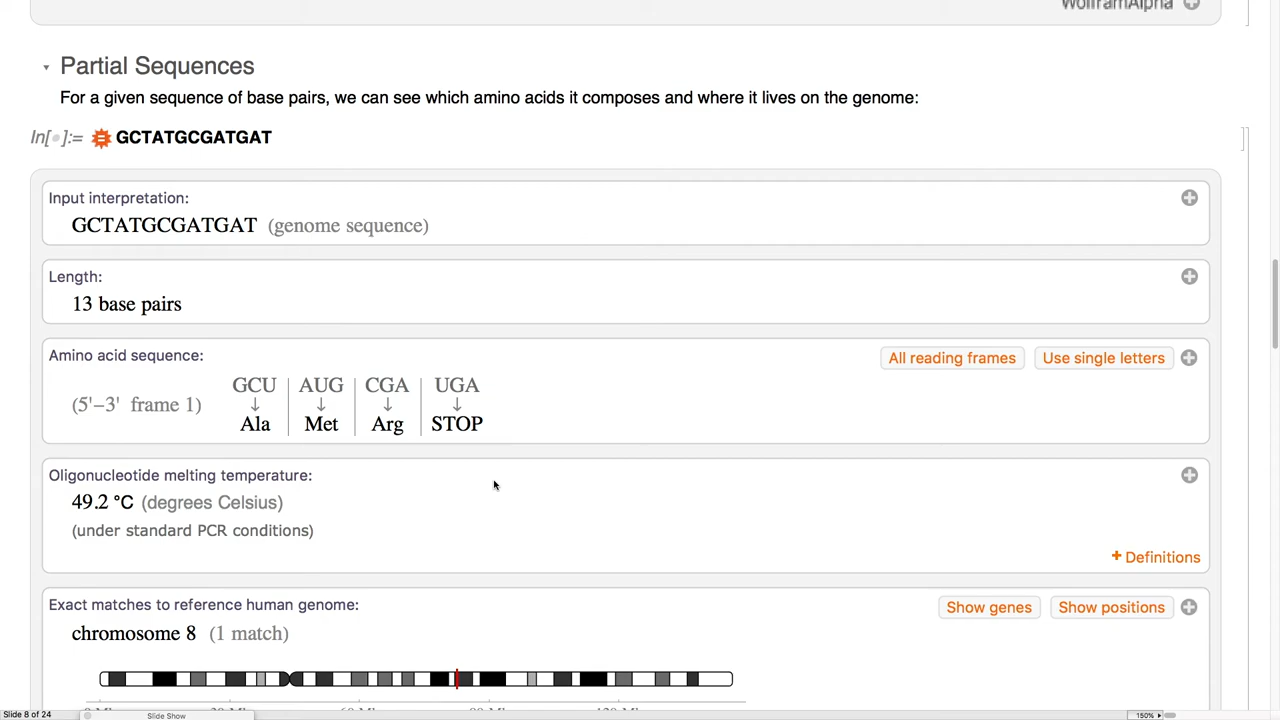 WolframAlpha
Partial Sequences
For a given sequence of base pairs, we can see which amino acids it composes and where it lives on the genome:
In[ ]:= GCTATGCGATGAT
Input interpretation:
GCTATGCGATGAT (genome sequence)
Length:
13 base pairs
Amino acid sequence:
All reading frames
Use single letters
GCU AUG CGA UGA
(5'–3' frame 1)
Ala Met Arg STOP
Oligonucleotide melting temperature:
49.2 °C (degrees Celsius)
(under standard PCR conditions)
+ Definitions
Exact matches to reference human genome:
Show genes
Show positions
chromosome 8 (1 match)
Slide 8 of 24
Slide Show
150%